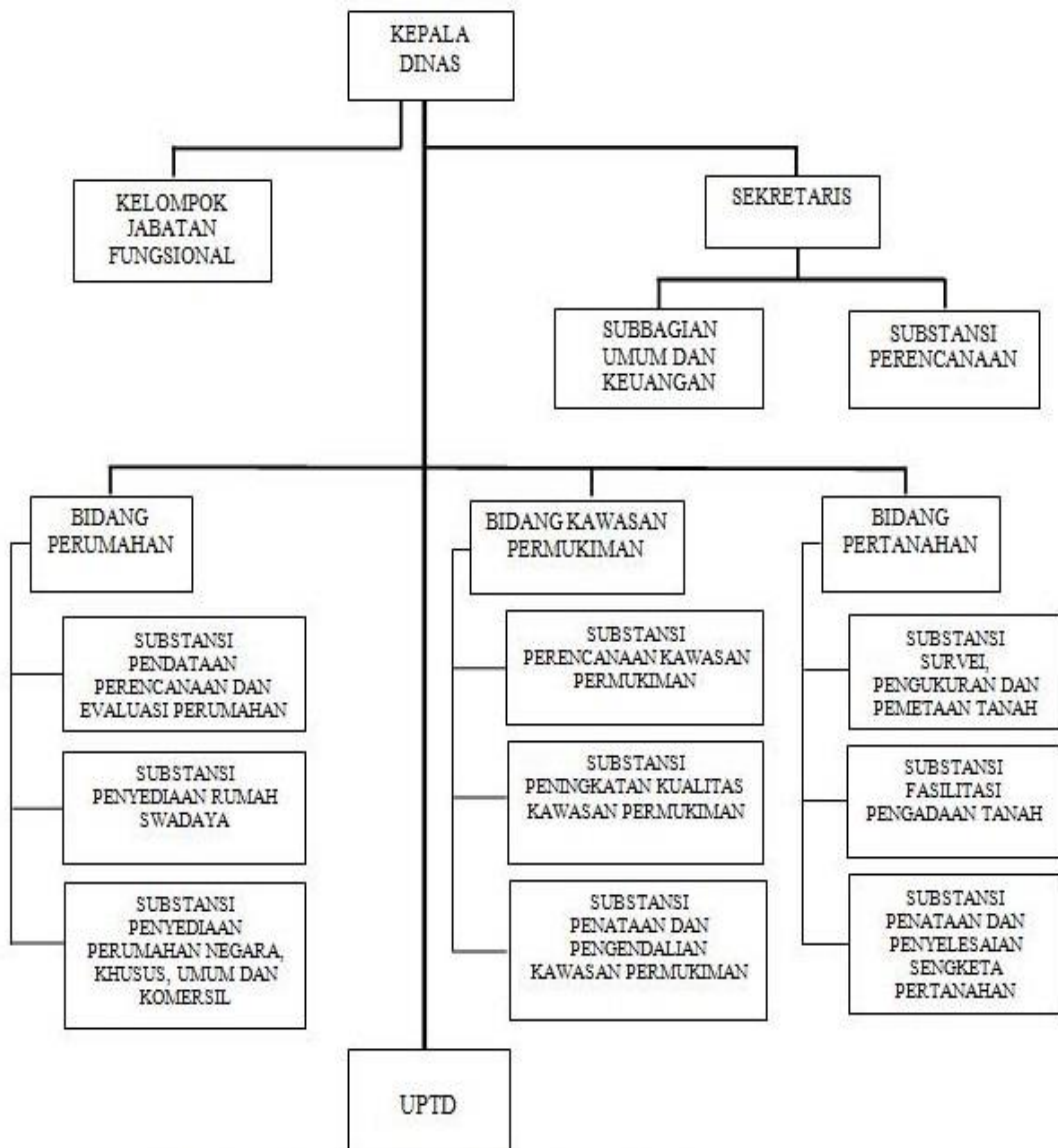 KEPALA
DINAS
KELOMPOK
JABATAN
FUNGSIONAL
SEKRETARIS
SUBBAGIAN
UMUM DAN
KEUANGAN
SUBSTANSI
PERENCANAAN
BIDANG
PERUMAHAN
SUBSTANSI
PENDATAAN
PERENCANAAN DAN
EVALUASI PERUMAHAN
SUBSTANSI
PENYEDIAAN RUMAH
SWADAYA
SUBSTANSI
PENYEDIAAN
PERUMAHAN NEGARA,
KHUSUS, UMUM DAN
KOMERSIL
BIDANG KAWASAN
PERMUKIMAN
SUBSTANSI
PERENCANAAN KAWASAN
PERMUKIMAN
SUBSTANSI
PENINGKATAN KUALITAS
KAWASAN PERMUKIMAN
SUBSTANSI
PENATAAN DAN
PENGENDALIAN
KAWASAN PERMUKIMAN
BIDANG
PERTANAHAN
SUBSTANSI
SURVEI,
PENGUKURAN DAN
PEMETAAN TANAH
SUBSTANSI
FASILITASI
PENGADAAN TANAH
SUBSTANSI
PENATAAN DAN
PENYELESAIAN
SENGKETA
PERTANAHAN
UPTD